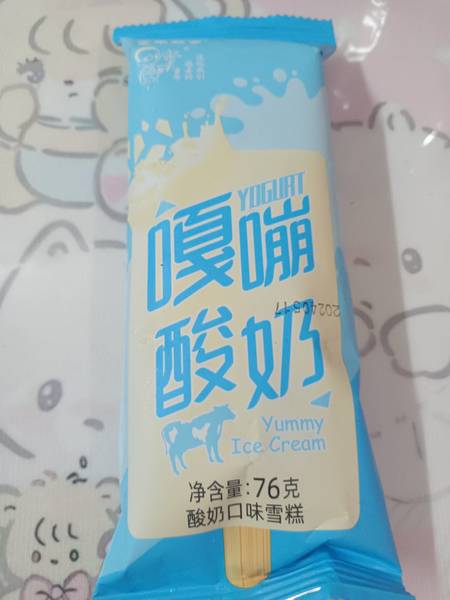 YOGURT
嘎嘣
酸奶
20240517
Yummy
Ice Cream
净含量:76克
酸奶口味雪糕